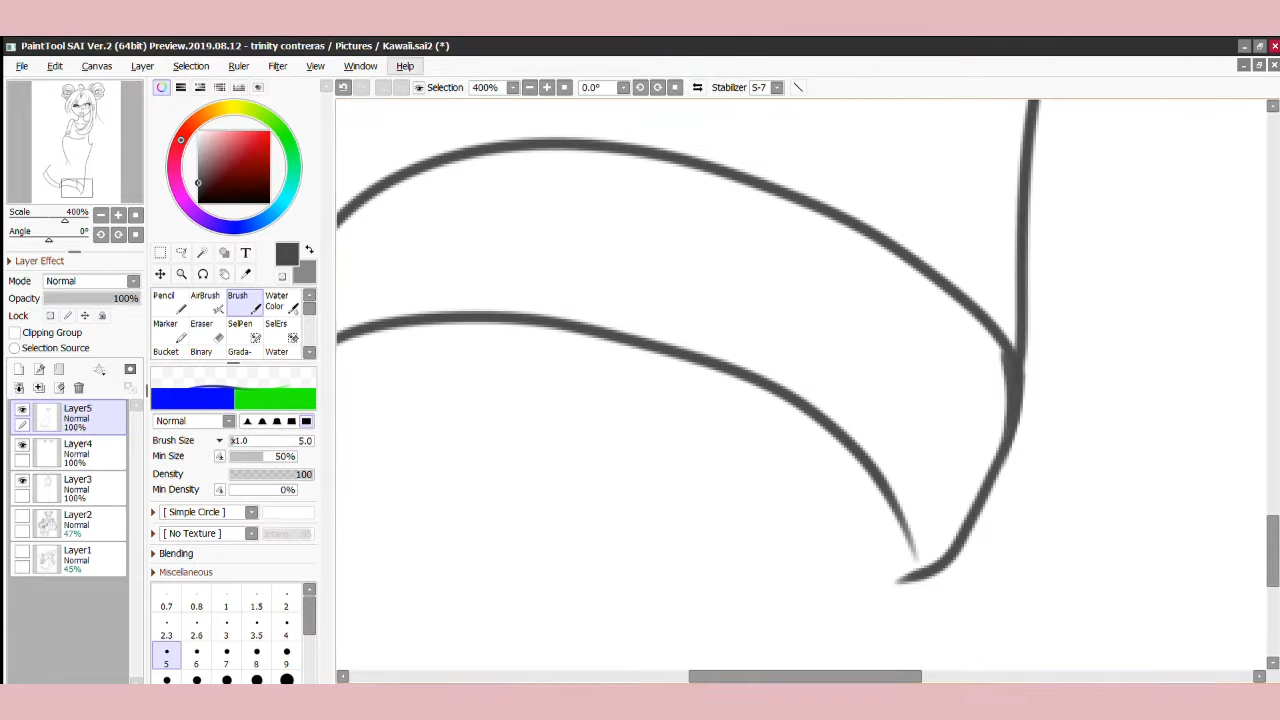 PaintTool SAI Ver.2 (64bit) Preview.2019.08.12 - trinity contreras / Pictures / Kawaii.sai2 (*)
File Edit Canvas Layer Selection Ruler Filter View Window Help
Selection 400% 0.0° Stabilizer S-7
Scale 400%
Angle 0°
Layer Effect
Mode Normal
Opacity 100%
Lock
Clipping Group
Selection Source
Layer5
Normal
100%
Layer4
Normal
100%
Layer3
Normal
100%
Layer2
Normal
47%
Layer1
Normal
45%
T
Pencil AirBrush Brush Water Color
Marker Eraser SelPen SelErs
Bucket Binary Grada- Water
Normal
Brush Size x1.0 5.0
Min Size 50%
Density 100
Min Density 0%
[ Simple Circle ]
[ No Texture ]
Blending
Miscellaneous
0.7 0.8 1 1.5 2
2.3 2.6 3 3.5 4
5 6 7 8 9